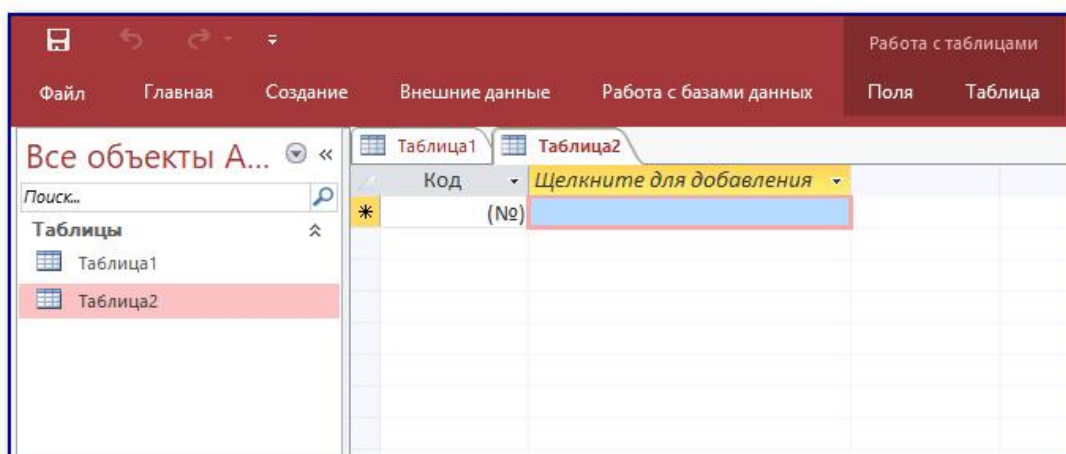 Работа с таблицами
Файл Главная Создание Внешние данные Работа с базами данных Поля Таблица
Все объекты A... «
Поиск...
Таблицы
Таблица1
Таблица2
Таблица1 Таблица2
Код Щелкните для добавления
* (№)